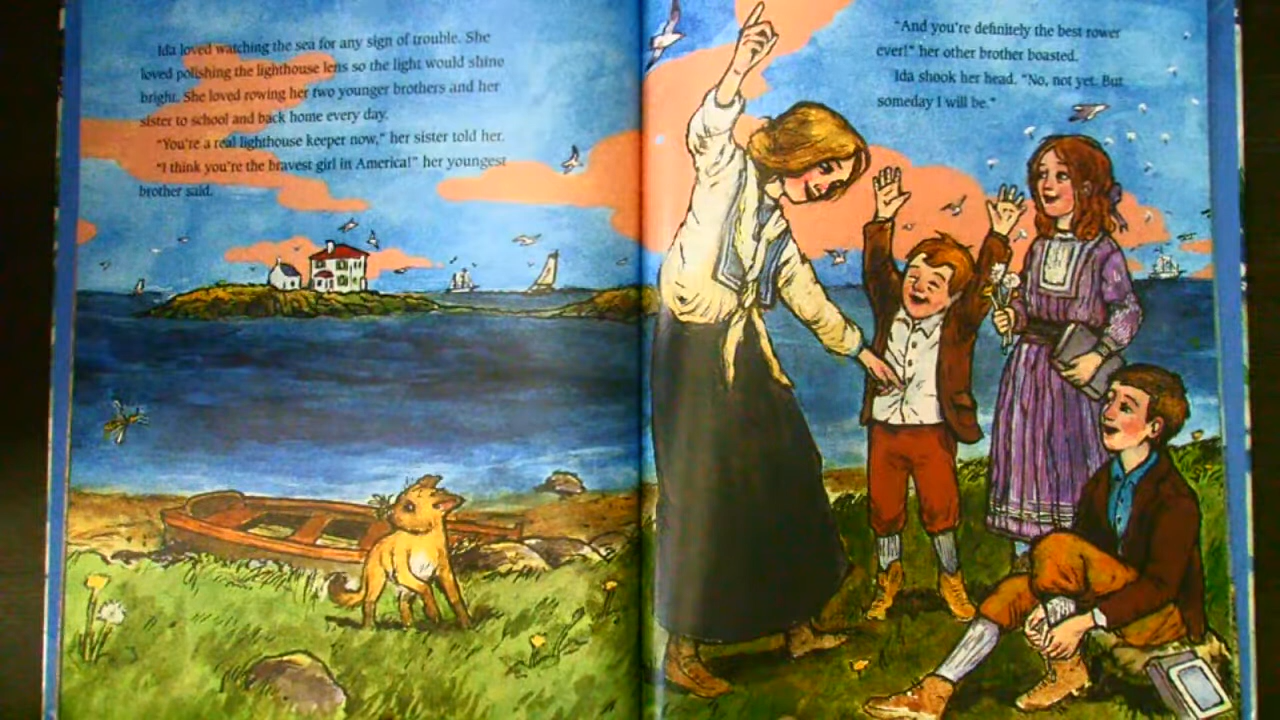 Ida loved watching the sea for any sign of trouble. She
loved polishing the lighthouse lens so the light would shine
bright. She loved rowing her two younger brothers and her
sister to school and back home every day.
"You're a real lighthouse keeper now," her sister told her.
"I think you're the bravest girl in America!" her youngest
brother said.
"And you're definitely the best rower
ever!" her other brother boasted.
Ida shook her head. "No, not yet. But
someday I will be."